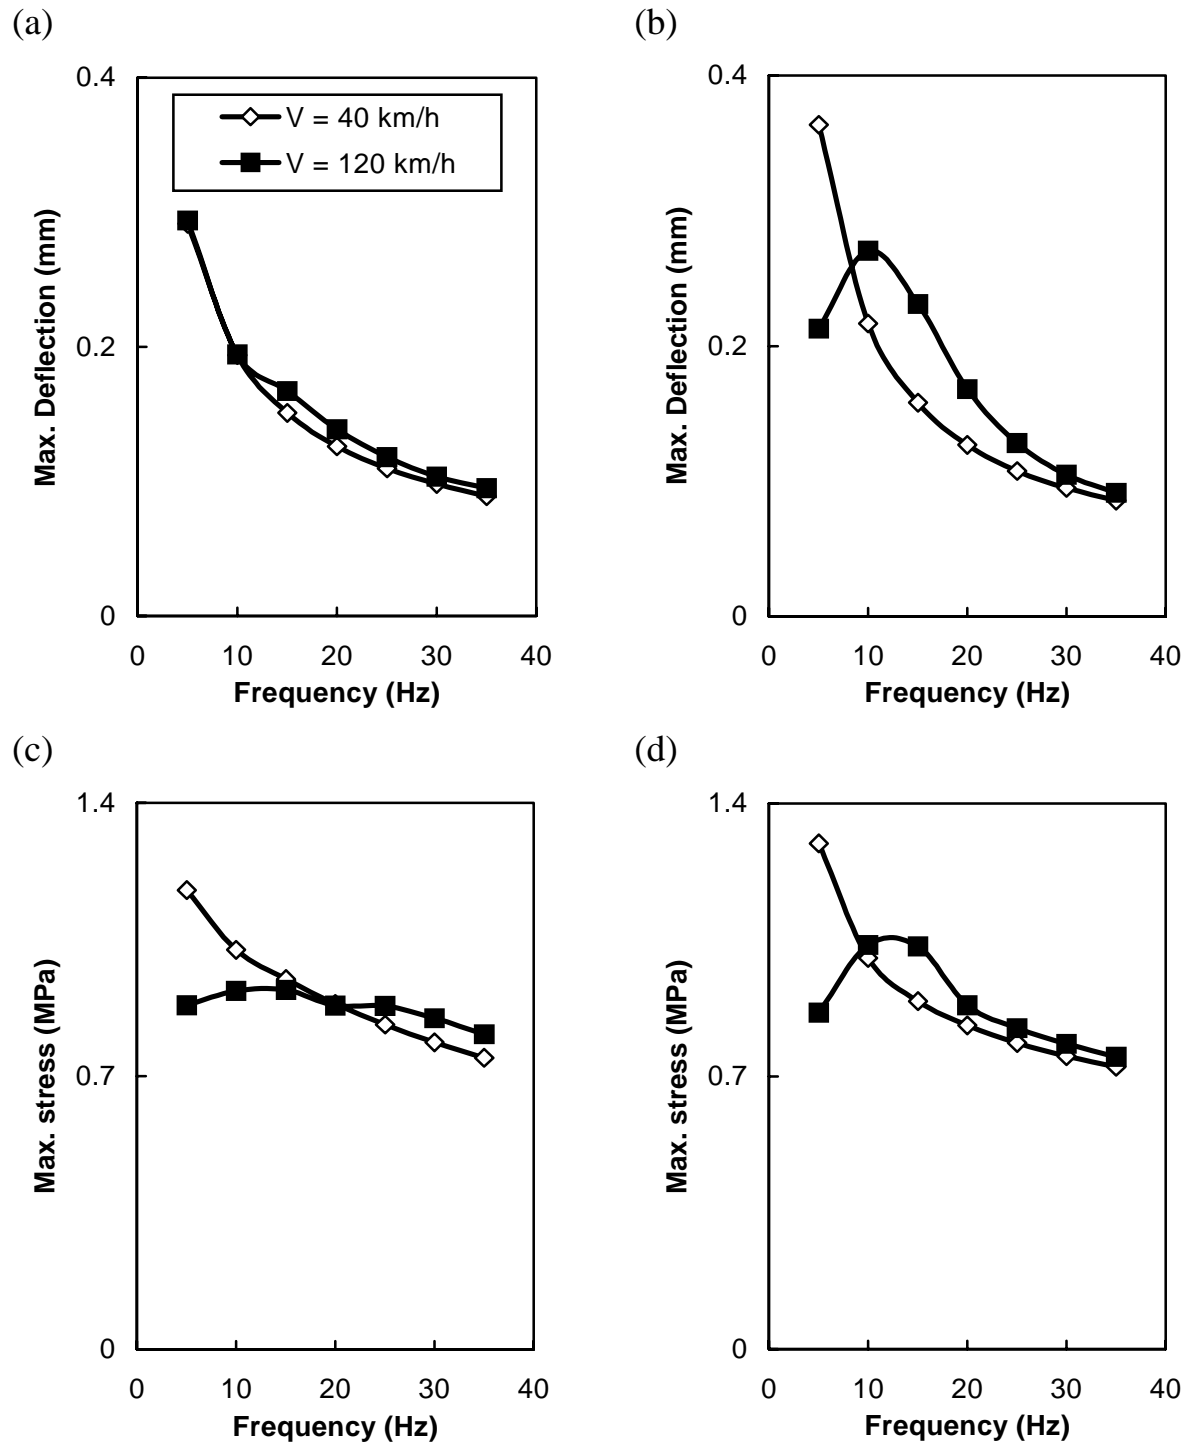 (a)
0.4
V = 40 km/h
V = 120 km/h
Max. Deflection (mm)
0.2
0
0 10 20 30 40
Frequency (Hz)
(b)
0.4
Max. Deflection (mm)
0.2
0
0 10 20 30 40
Frequency (Hz)
(c)
1.4
Max. stress (MPa)
0.7
0
0 10 20 30 40
Frequency (Hz)
(d)
1.4
Max. stress (MPa)
0.7
0
0 10 20 30 40
Frequency (Hz)